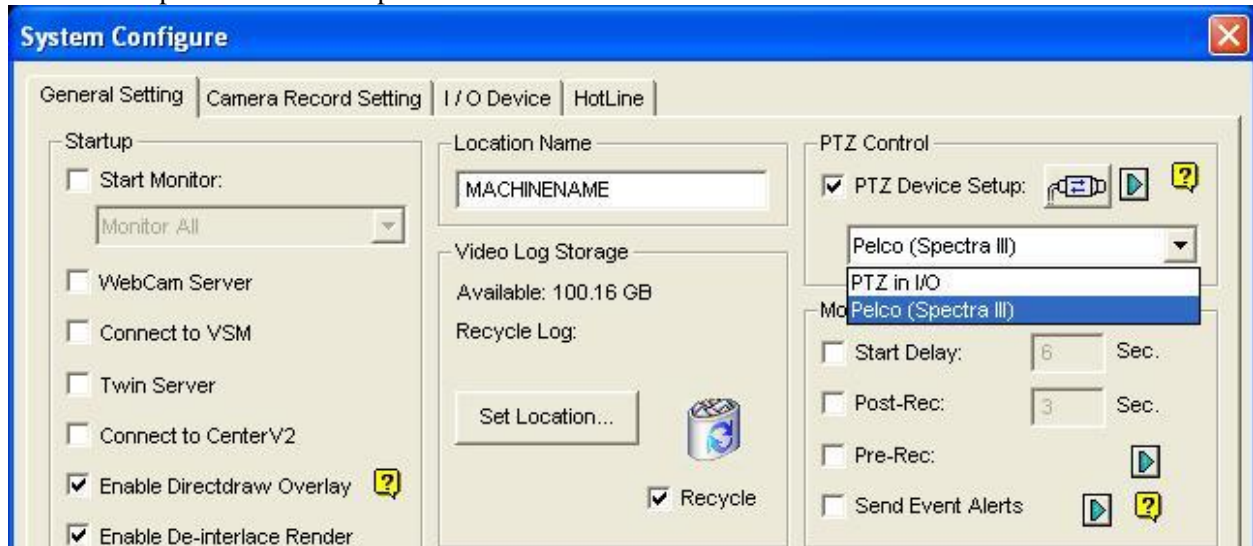 System Configure
General Setting
Camera Record Setting
I / O Device
HotLine
Startup
Start Monitor:
Monitor All
WebCam Server
Connect to VSM
Twin Server
Connect to CenterV2
Enable Directdraw Overlay
Enable De-interlace Render
Location Name
MACHINENAME
Video Log Storage
Available: 100.16 GB
Recycle Log:
Set Location...
Recycle
PTZ Control
PTZ Device Setup:
Pelco (Spectra III)
PTZ in I/O
Pelco (Spectra III)
Mo
Start Delay:
6
Sec.
Post-Rec:
3
Sec.
Pre-Rec:
Send Event Alerts